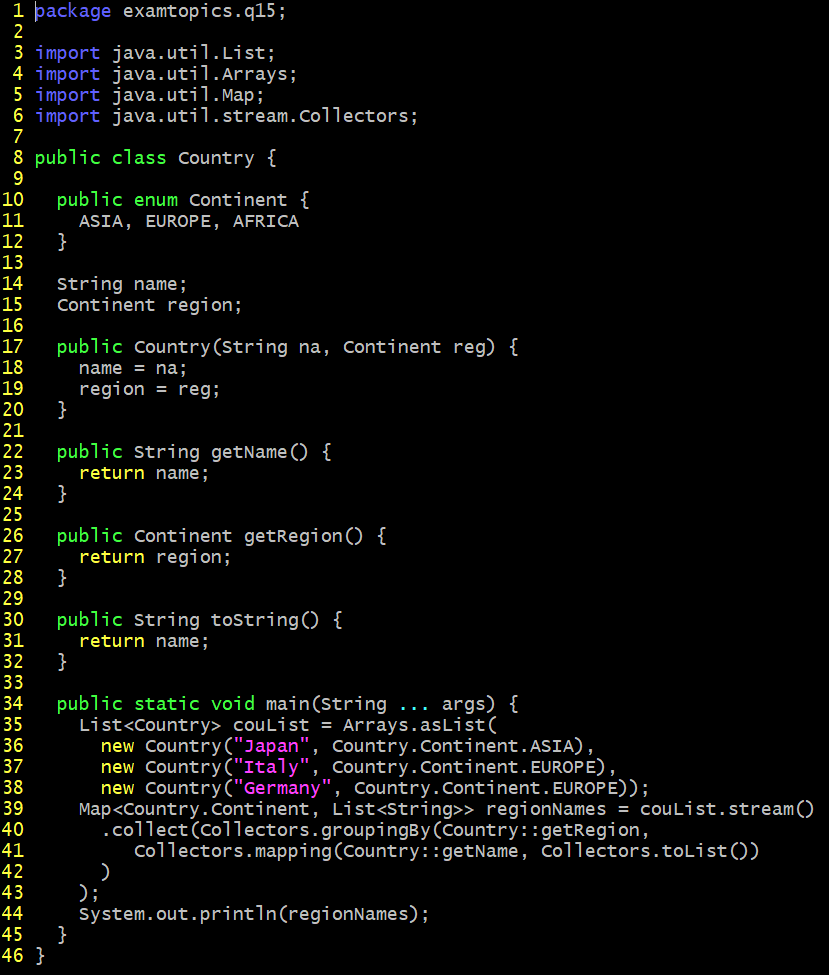 1 package examtopics.q15;
2
3 import java.util.List;
4 import java.util.Arrays;
5 import java.util.Map;
6 import java.util.stream.Collectors;
7
8 public class Country {
9
10   public enum Continent {
11     ASIA, EUROPE, AFRICA
12   }
13
14   String name;
15   Continent region;
16
17   public Country(String na, Continent reg) {
18     name = na;
19     region = reg;
20   }
21
22   public String getName() {
23     return name;
24   }
25
26   public Continent getRegion() {
27     return region;
28   }
29
30   public String toString() {
31     return name;
32   }
33
34   public static void main(String ... args) {
35     List<Country> couList = Arrays.asList(
36       new Country("Japan", Country.Continent.ASIA),
37       new Country("Italy", Country.Continent.EUROPE),
38       new Country("Germany", Country.Continent.EUROPE));
39     Map<Country.Continent, List<String>> regionNames = couList.stream()
40       .collect(Collectors.groupingBy(Country::getRegion,
41          Collectors.mapping(Country::getName, Collectors.toList())
42       )
43     );
44     System.out.println(regionNames);
45   }
46 }